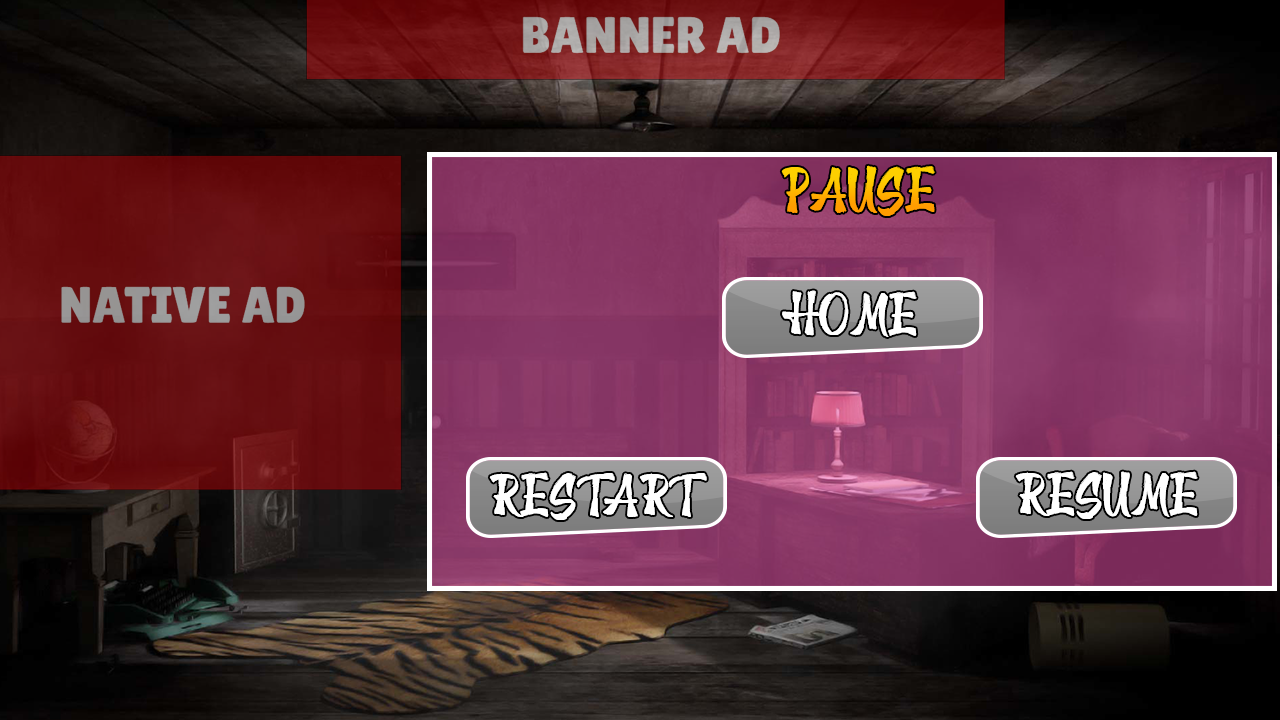 BANNER AD
NATIVE AD
PAUSE
HOME
RESTART
RESUME